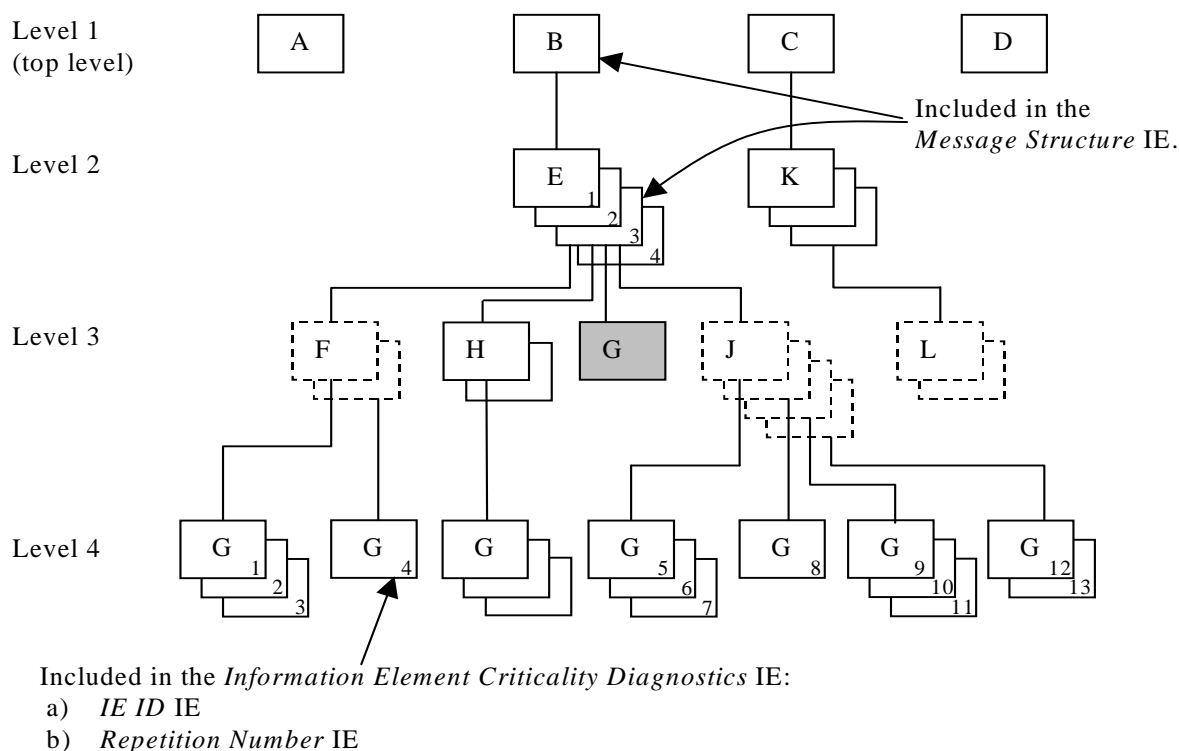 Level 1
(top level)
A
B
C
D
Included in the
Message Structure IE.
Level 2
E
1
2
3
4
K
Level 3
F
H
G
J
L
Level 4
G
1
2
3
G
4
G
G
5
6
7
G
8
G
9
10
11
G
12
13
Included in the Information Element Criticality Diagnostics IE:
a) IE ID IE
b) Repetition Number IE